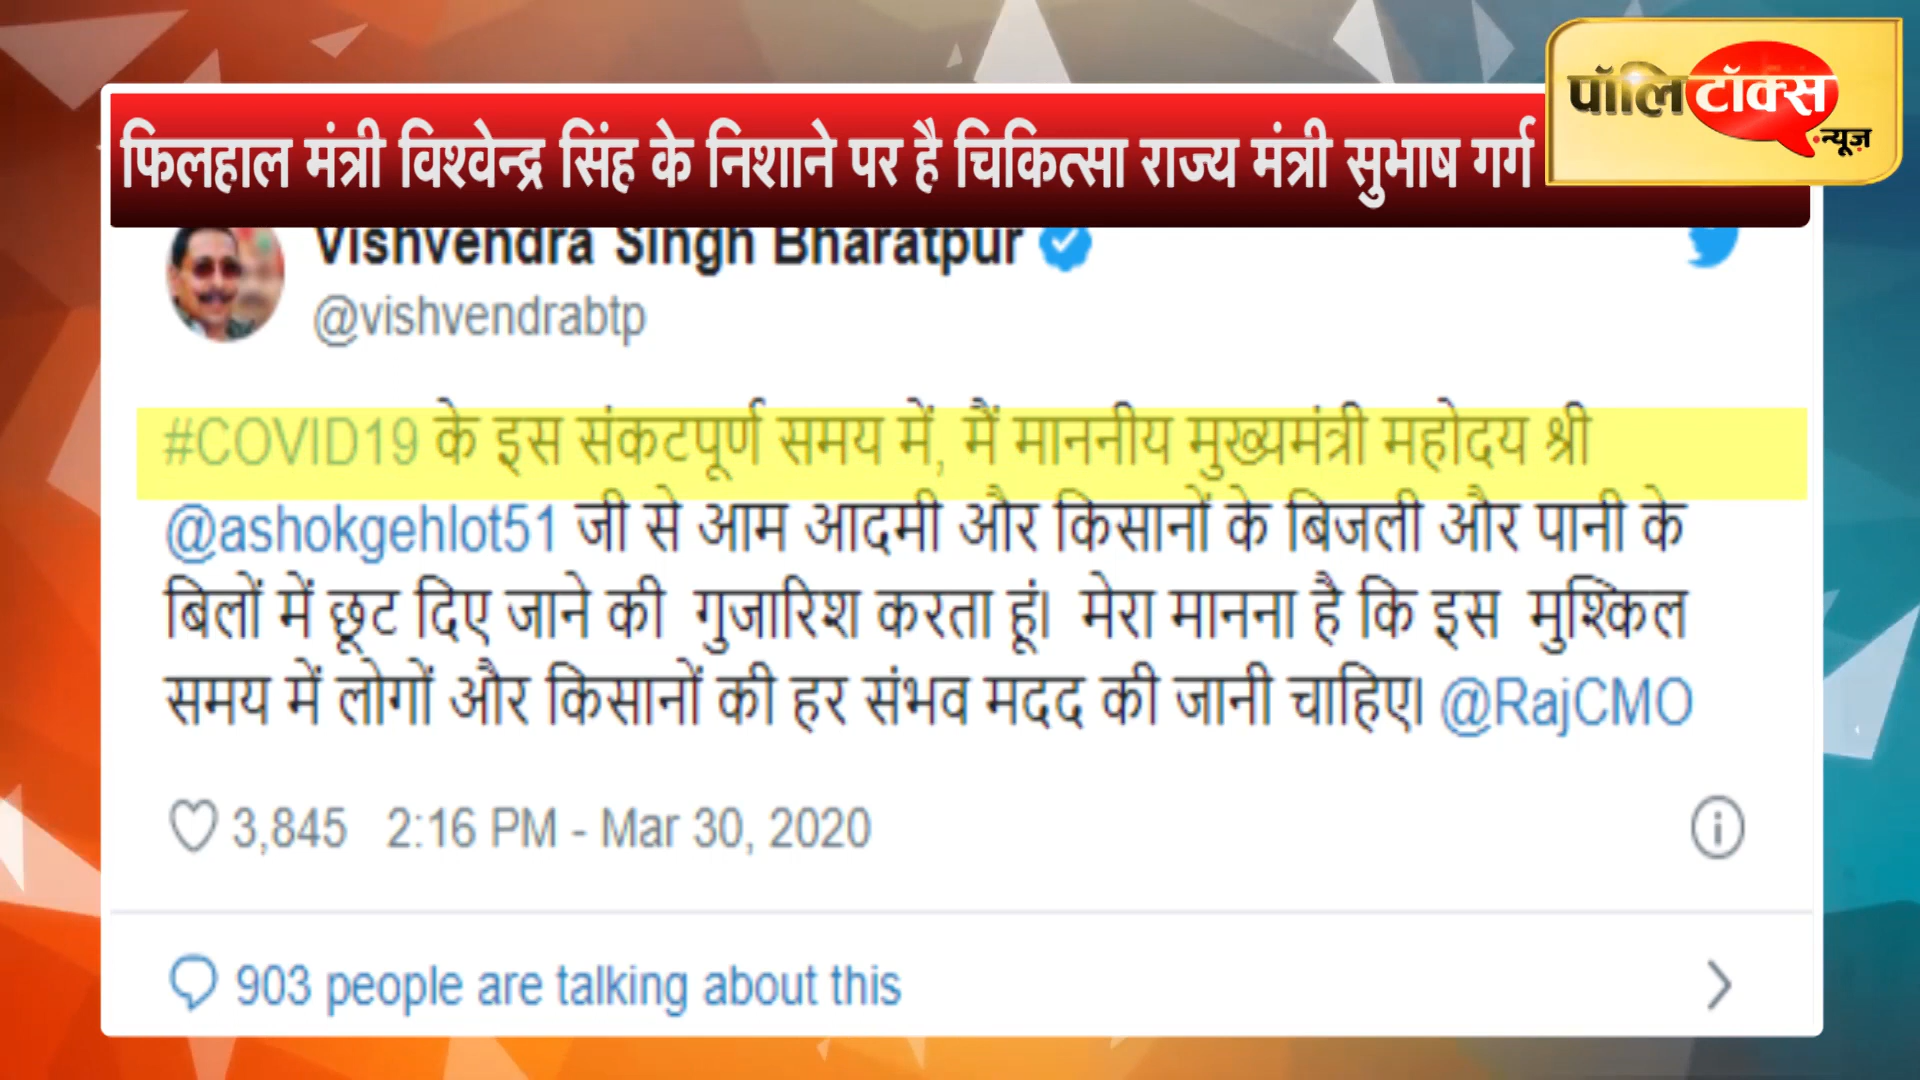 पॉलिटॉक्स
न्यूज़
फिलहाल मंत्री विश्वेन्द्र सिंह के निशाने पर है चिकित्सा राज्य मंत्री सुभाष गर्ग
Vishvendra Singh Bharatpur
@vishvendrabtp
#COVID19 के इस संकटपूर्ण समय में, मैं माननीय मुख्यमंत्री महोदय श्री
@ashokgehlot51 जी से आम आदमी और किसानों के बिजली और पानी के
बिलों में छूट दिए जाने की गुजारिश करता हूं। मेरा मानना है कि इस मुश्किल
समय में लोगों और किसानों की हर संभव मदद की जानी चाहिए। @RajCMO
3,845 2:16 PM - Mar 30, 2020
903 people are talking about this